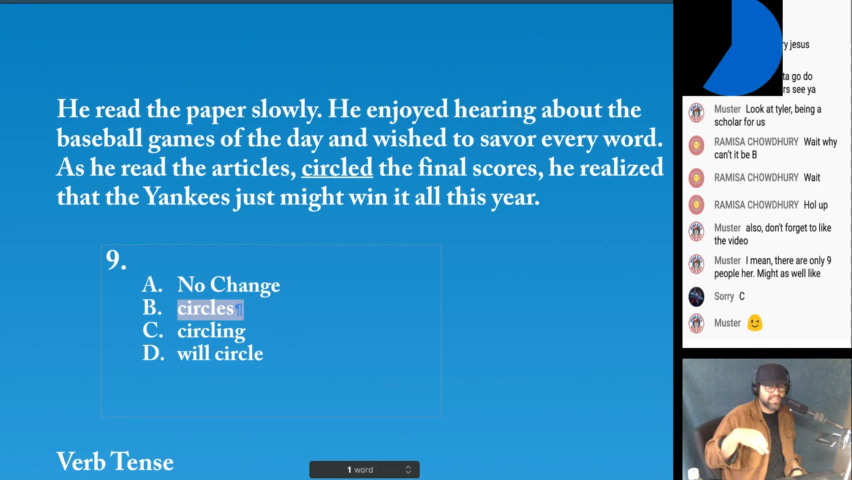 He read the paper slowly. He enjoyed hearing about the
baseball games of the day and wished to savor every word.
As he read the articles, circled the final scores, he realized
that the Yankees just might win it all this year.
9.
A. No Change
B. circles¶
C. circling
D. will circle
Verb Tense
1 word
jesus
go do
see ya
Muster Look at tyler, being a
scholar for us
RAMISA CHOWDHURY Wait why
can't it be B
RAMISA CHOWDHURY Wait
RAMISA CHOWDHURY Hol up
Muster also, don't forget to like
the video
Muster I mean, there are only 9
people her. Might as well like
Sorry C
Muster 😉